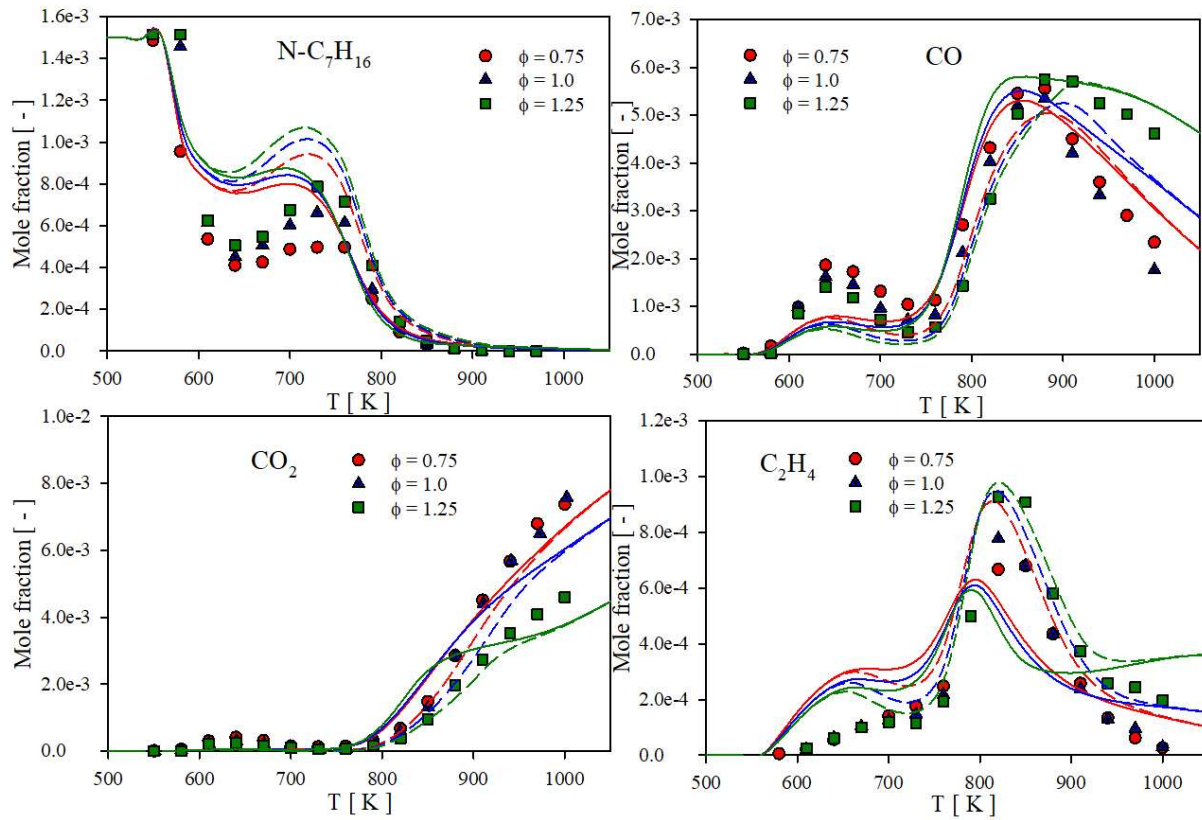 1.6e-3
1.4e-3
1.2e-3
1.0e-3
8.0e-4
6.0e-4
4.0e-4
2.0e-4
0.0
Mole fraction [ - ]
N-C₇H₁₆
ϕ = 0.75
ϕ = 1.0
ϕ = 1.25
500 600 700 800 900 1000
T [ K ]
7.0e-3
6.0e-3
5.0e-3
4.0e-3
3.0e-3
2.0e-3
1.0e-3
0.0
Mole fraction [ - ]
CO
ϕ = 0.75
ϕ = 1.0
ϕ = 1.25
500 600 700 800 900 1000
T [ K ]
1.0e-2
8.0e-3
6.0e-3
4.0e-3
2.0e-3
0.0
Mole fraction [ - ]
CO₂
ϕ = 0.75
ϕ = 1.0
ϕ = 1.25
500 600 700 800 900 1000
T [ K ]
1.2e-3
1.0e-3
8.0e-4
6.0e-4
4.0e-4
2.0e-4
0.0
Mole fraction [ - ]
C₂H₄
ϕ = 0.75
ϕ = 1.0
ϕ = 1.25
500 600 700 800 900 1000
T [ K ]